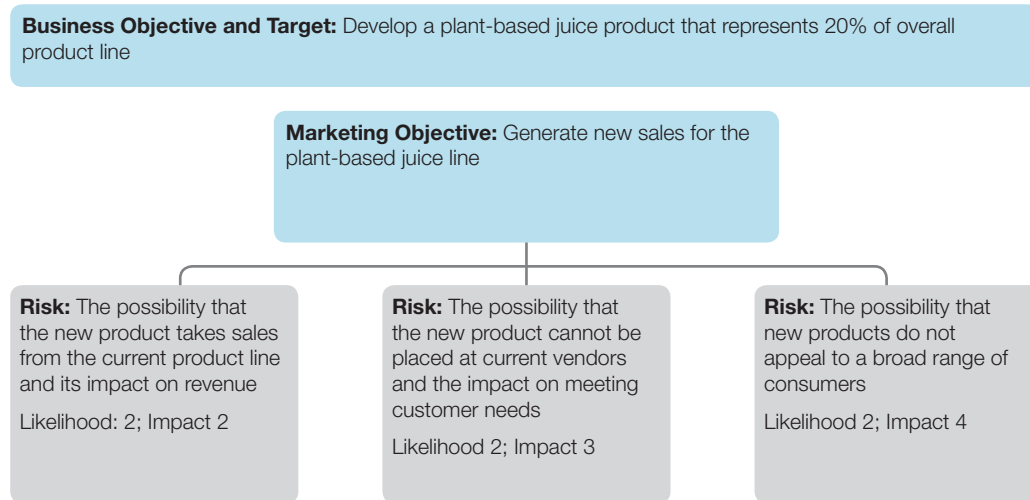 Business Objective and Target: Develop a plant-based juice product that represents 20% of overall
product line
Marketing Objective: Generate new sales for the
plant-based juice line
Risk: The possibility that
the new product takes sales
from the current product line
and its impact on revenue
Likelihood: 2; Impact 2
Risk: The possibility that
the new product cannot be
placed at current vendors
and the impact on meeting
customer needs
Likelihood 2; Impact 3
Risk: The possibility that
new products do not
appeal to a broad range of
consumers
Likelihood 2; Impact 4